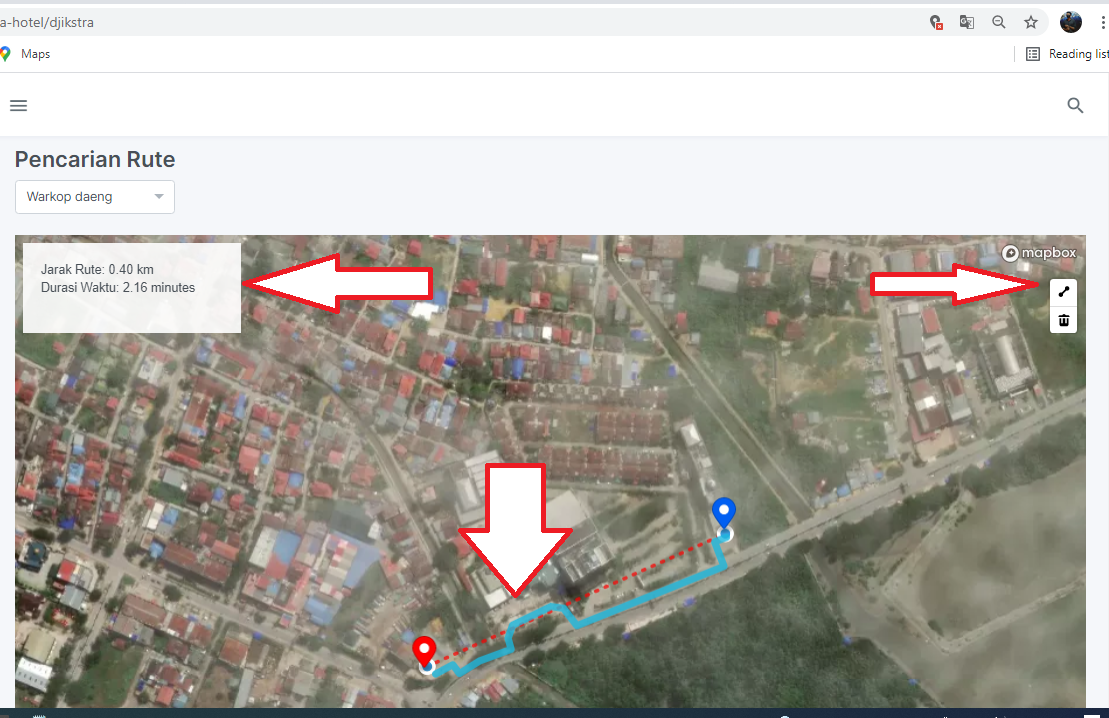 a-hotel/djikstra
Maps
Reading list
Pencarian Rute
Warkop daeng
Jarak Rute: 0.40 km
Durasi Waktu: 2.16 minutes
mapbox